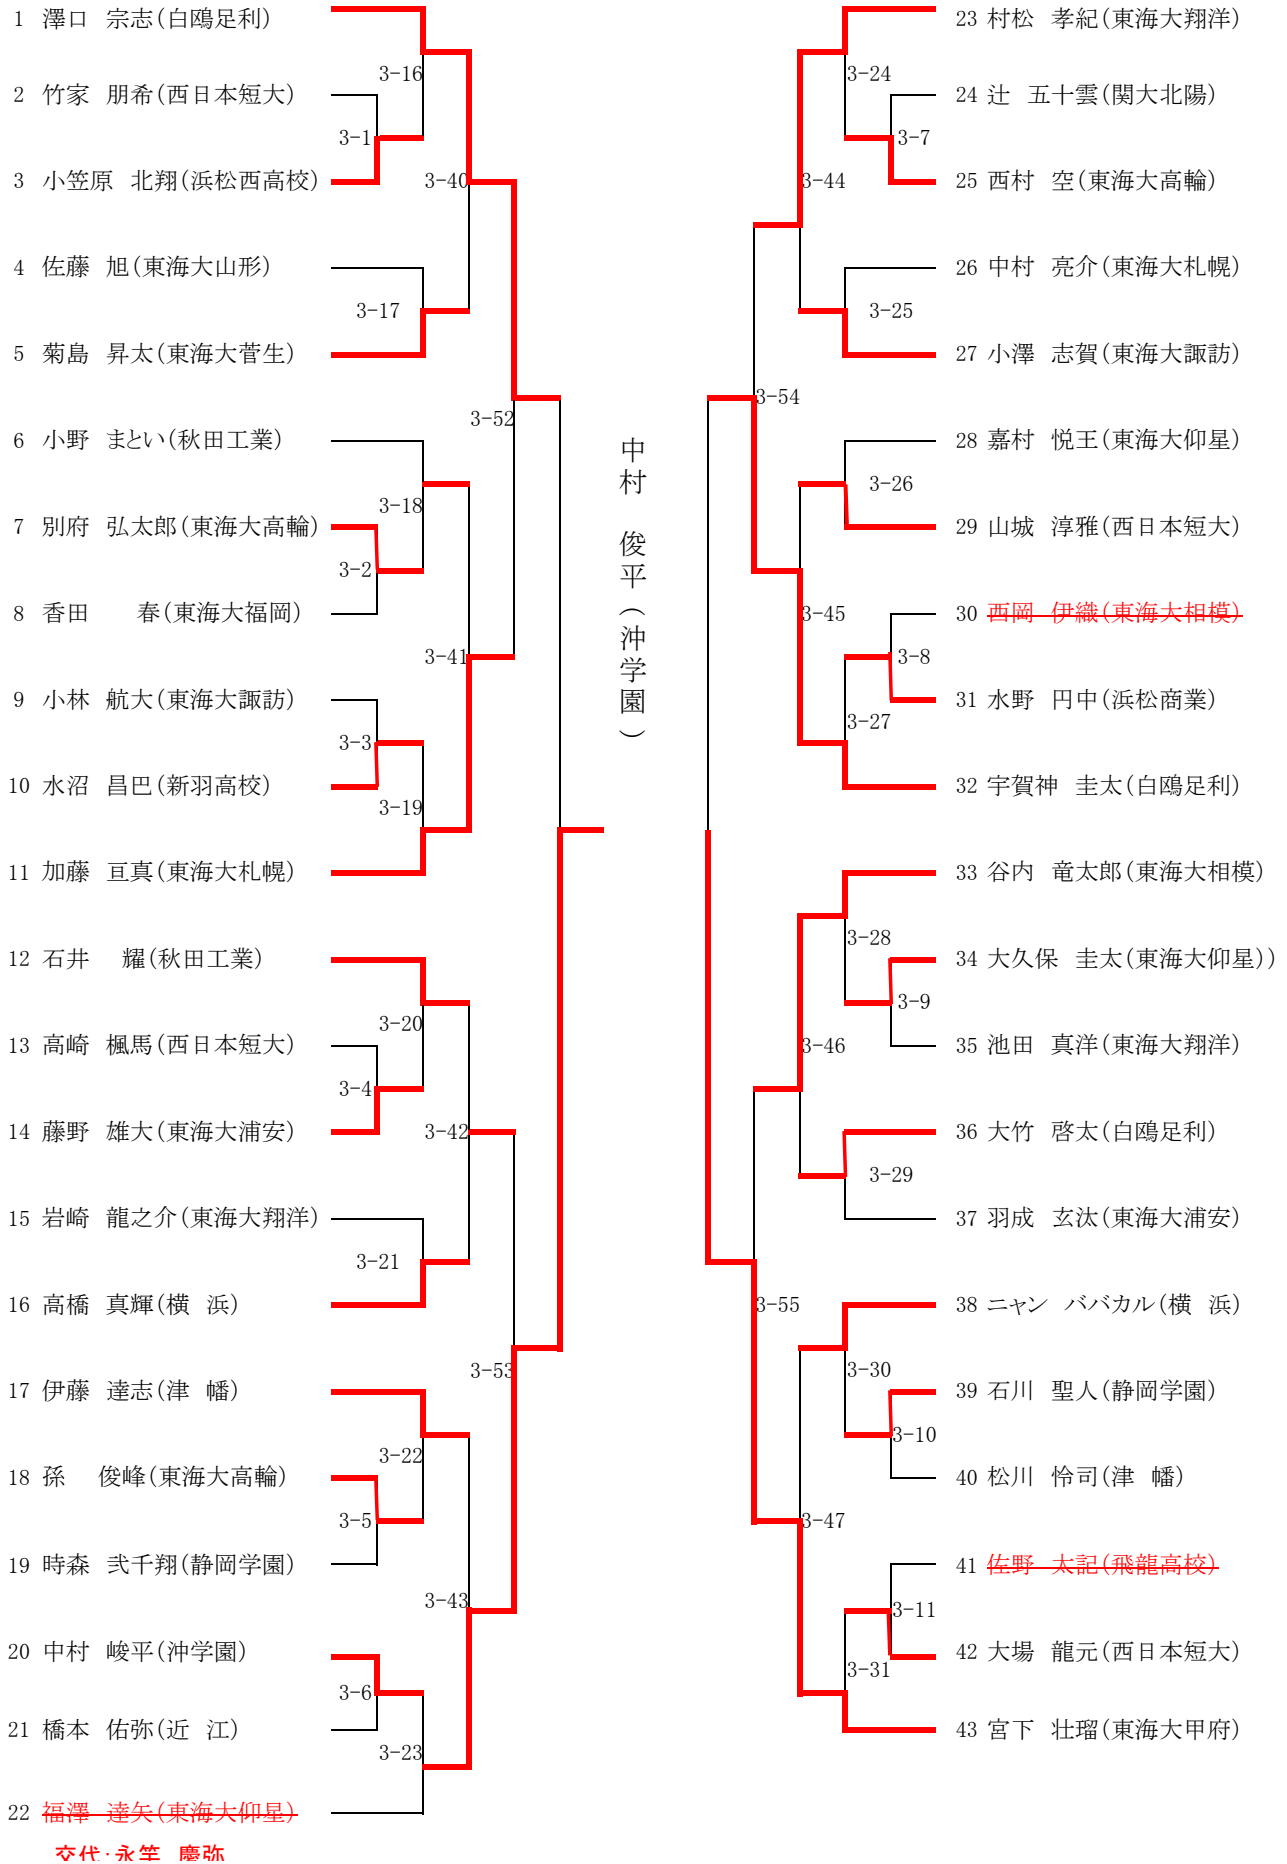 1 澤口 宗志(白鴎足利)
3-16
2 竹家 朋希(西日本短大)
3-1
3 小笠原 北翔(浜松西高校)
3-40
4 佐藤 旭(東海大山形)
3-17
5 菊島 昇太(東海大菅生)
3-52
6 小野 まとい(秋田工業)
3-18
7 別府 弘太郎(東海大高輪)
3-2
8 香田 春(東海大福岡)
3-41
9 小林 航大(東海大諏訪)
3-3
10 水沼 昌巴(新羽高校)
3-19
11 加藤 亘真(東海大札幌)
12 石井 耀(秋田工業)
3-20
13 高崎 楓馬(西日本短大)
3-4
14 藤野 雄大(東海大浦安)
3-42
15 岩崎 龍之介(東海大翔洋)
3-21
16 高橋 真輝(横 浜)
3-53
17 伊藤 達志(津 幡)
3-22
18 孫 俊峰(東海大高輪)
3-5
19 時森 弐千翔(静岡学園)
3-43
20 中村 峻平(沖学園)
3-6
21 橋本 佑弥(近 江)
3-23
22 福澤 達矢(東海大仰星)
交代:永竿 慶弥
中村 俊平(沖学園)
23 村松 孝紀(東海大翔洋)
3-24
24 辻 五十雲(関大北陽)
3-7
25 西村 空(東海大高輪)
3-44
26 中村 亮介(東海大札幌)
3-25
27 小澤 志賀(東海大諏訪)
3-54
28 嘉村 悦王(東海大仰星)
3-26
29 山城 淳雅(西日本短大)
30 西岡 伊織(東海大相模)
3-45
3-8
31 水野 円中(浜松商業)
3-27
32 宇賀神 圭太(白鴎足利)
33 谷内 竜太郎(東海大相模)
3-28
34 大久保 圭太(東海大仰星))
3-9
35 池田 真洋(東海大翔洋)
3-46
36 大竹 啓太(白鴎足利)
3-29
37 羽成 玄汰(東海大浦安)
3-55
38 ニャン ババカル(横 浜)
3-30
39 石川 聖人(静岡学園)
3-10
40 松川 怜司(津 幡)
3-47
41 佐野 太記(飛龍高校)
3-11
42 大場 龍元(西日本短大)
3-31
43 宮下 壮瑠(東海大甲府)